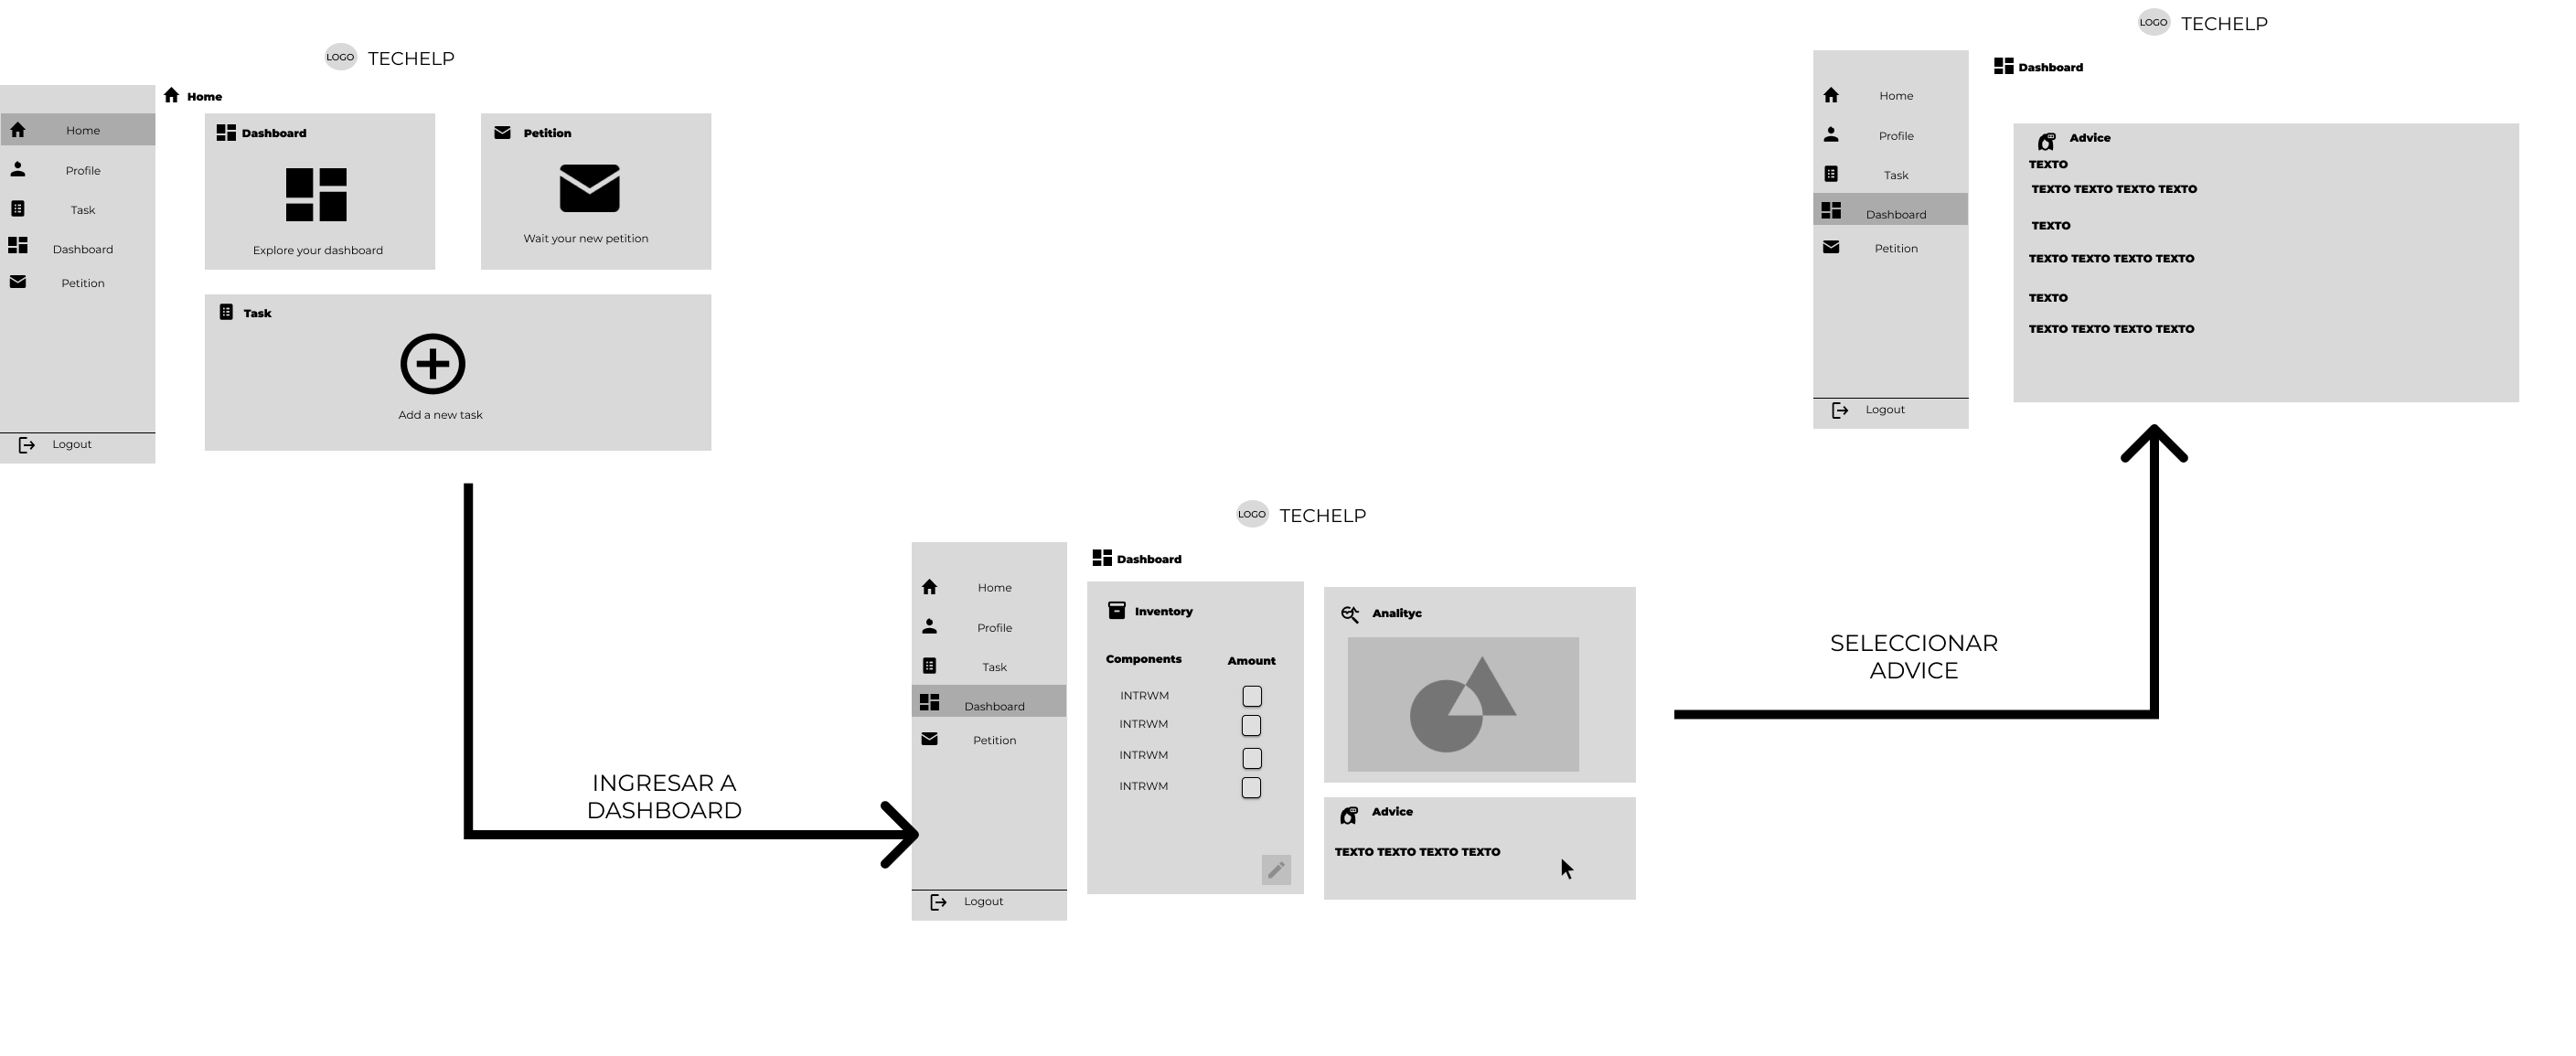 LOGO TECHELP
Home
Home
Profile
Task
Dashboard
Petition
Logout
Dashboard
Explore your dashboard
Petition
Wait your new petition
Task
Add a new task
INGRESAR A
DASHBOARD
LOGO TECHELP
Dashboard
Home
Profile
Task
Dashboard
Petition
Logout
Inventory
Components Amount
INTRWM
INTRWM
INTRWM
INTRWM
Analityc
Advice
TEXTO TEXTO TEXTO TEXTO
SELECCIONAR
ADVICE
LOGO TECHELP
Dashboard
Home
Profile
Task
Dashboard
Petition
Logout
Advice
TEXTO
TEXTO TEXTO TEXTO TEXTO
TEXTO
TEXTO TEXTO TEXTO TEXTO
TEXTO
TEXTO TEXTO TEXTO TEXTO